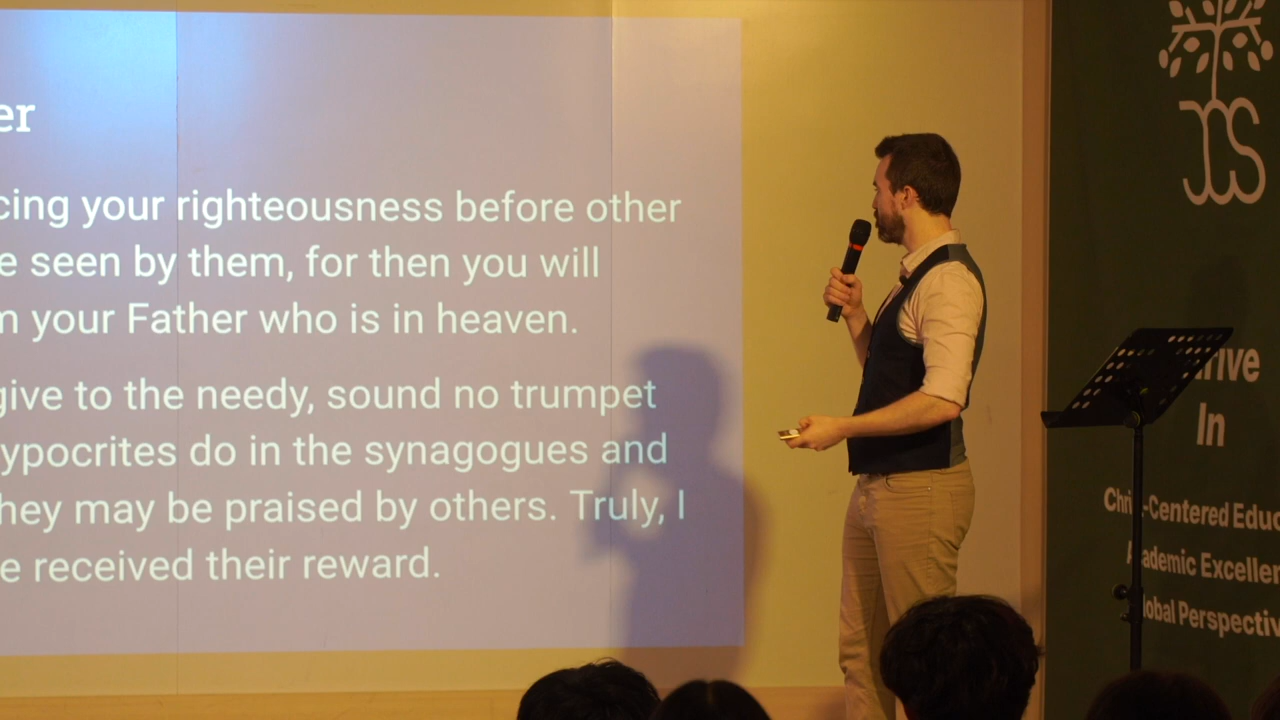 er
cing your righteousness before other
e seen by them, for then you will
m your Father who is in heaven.
give to the needy, sound no trumpet
ypocrites do in the synagogues and
hey may be praised by others. Truly, I
e received their reward.
JCS
rive
In
-Centered Educ
Academic Excellen
lobal Perspectiv